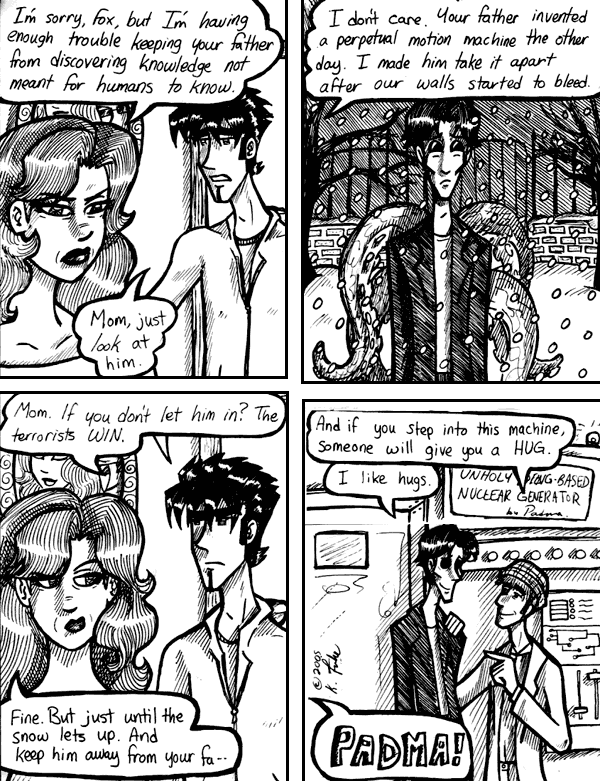 I'm sorry, Fox, but I'm having
enough trouble keeping your father
from discovering knowledge not
meant for humans to know.
Mom, just
look at
him.
I don't care. Your father invented
a perpetual motion machine the other
day. I made him take it apart
after our walls started to bleed.
Mom. If you don't let him in? The
terrorists WIN.
Fine. But just until the
snow lets up. And
keep him away from your fa--
And if you step into this machine,
someone will give you a HUG.
I like hugs.
UNHOLY -BASED
NUCLEAR GENERATOR
by Padma
PADMA!
© 2005
K.